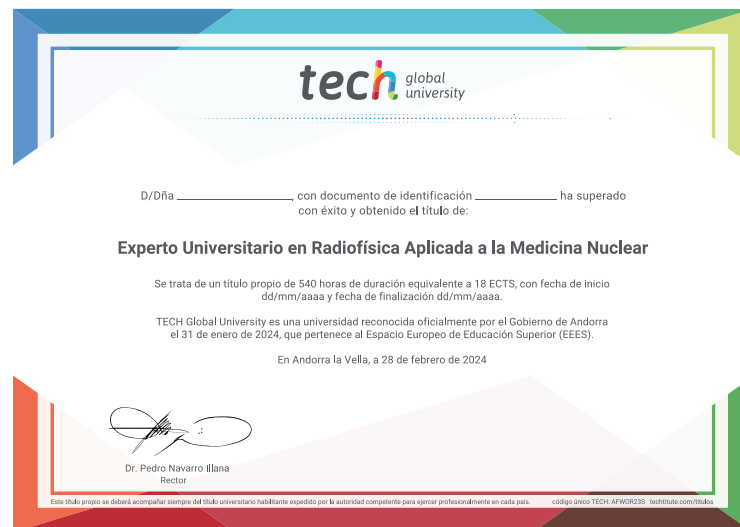 tech global
university
D/Dña ______________, con documento de identificación __________ ha superado
con éxito y obtenido el título de:
Experto Universitario en Radiofísica Aplicada a la Medicina Nuclear
Se trata de un título propio de 540 horas de duración equivalente a 18 ECTS, con fecha de inicio
dd/mm/aaaa y fecha de finalización dd/mm/aaaa.
TECH Global University es una universidad reconocida oficialmente por el Gobierno de Andorra
el 31 de enero de 2024, que pertenece al Espacio Europeo de Educación Superior (EEES).
En Andorra la Vella, a 28 de febrero de 2024
Dr. Pedro Navarro Illana
Rector
Este título propio se deberá acompañar siempre del título universitario habilitante expedido por la autoridad competente para ejercer profesionalmente en cada país. código único TECH: AFWOR23S techtitute.com/titulos